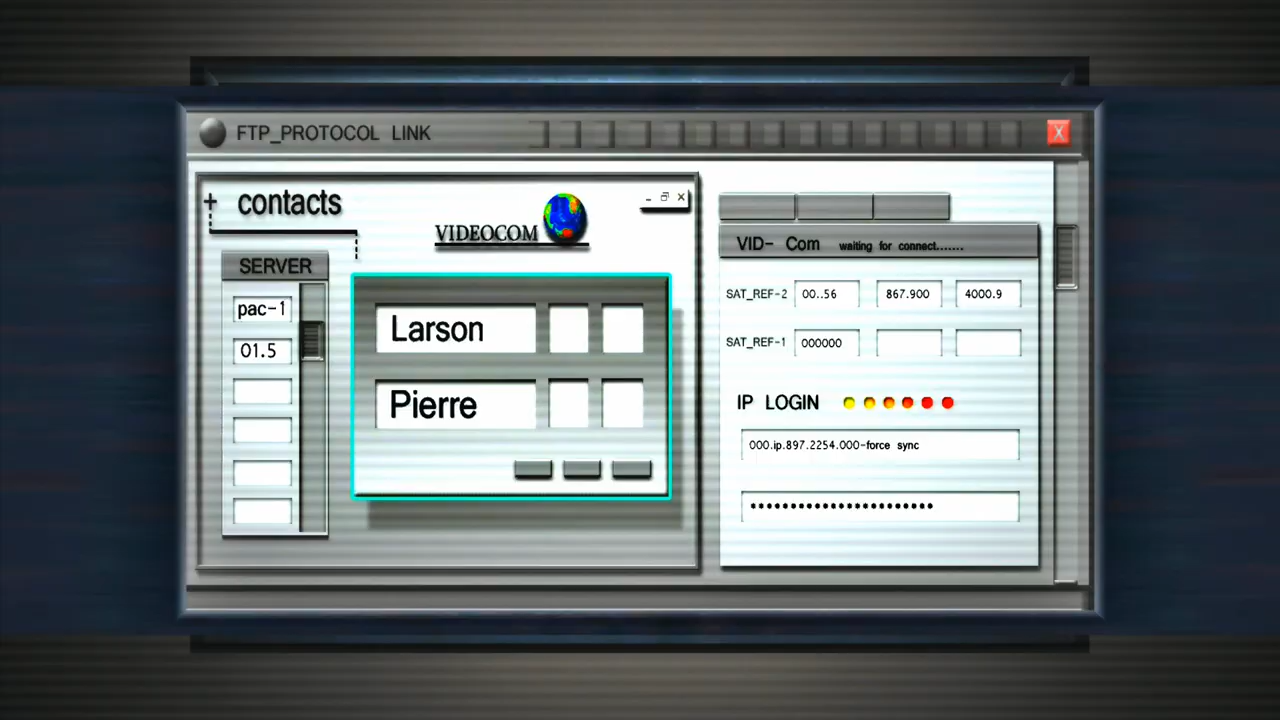 FTP_PROTOCOL LINK
X
+ contacts
VIDEOCOM
SERVER
pac-1
01.5
Larson
Pierre
VID- Com waiting for connect.......
SAT_REF-2 00..56 867.900 4000.9
SAT_REF-1 000000
IP LOGIN
000.ip.897.2254.000-force sync
***********************